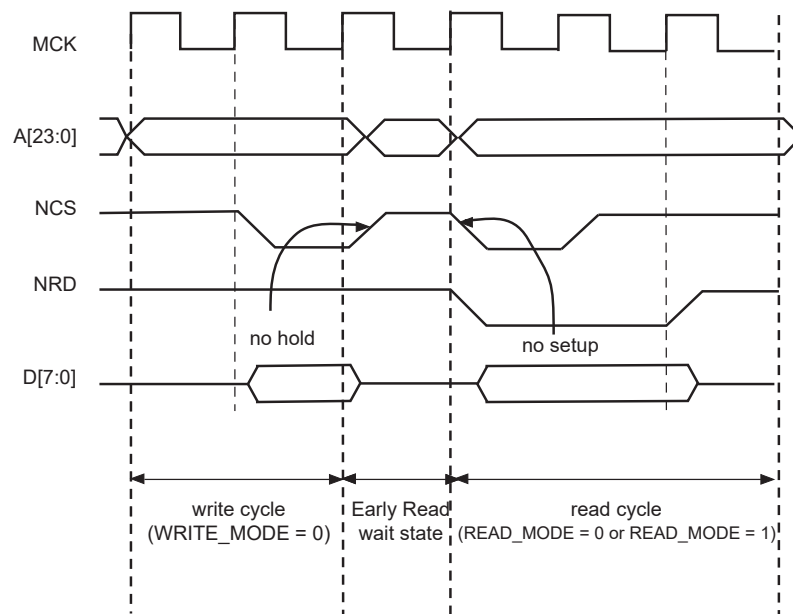 MCK
A[23:0]
NCS
NRD
no hold
no setup
D[7:0]
write cycle
(WRITE_MODE = 0)
Early Read
wait state
read cycle
(READ_MODE = 0 or READ_MODE = 1)